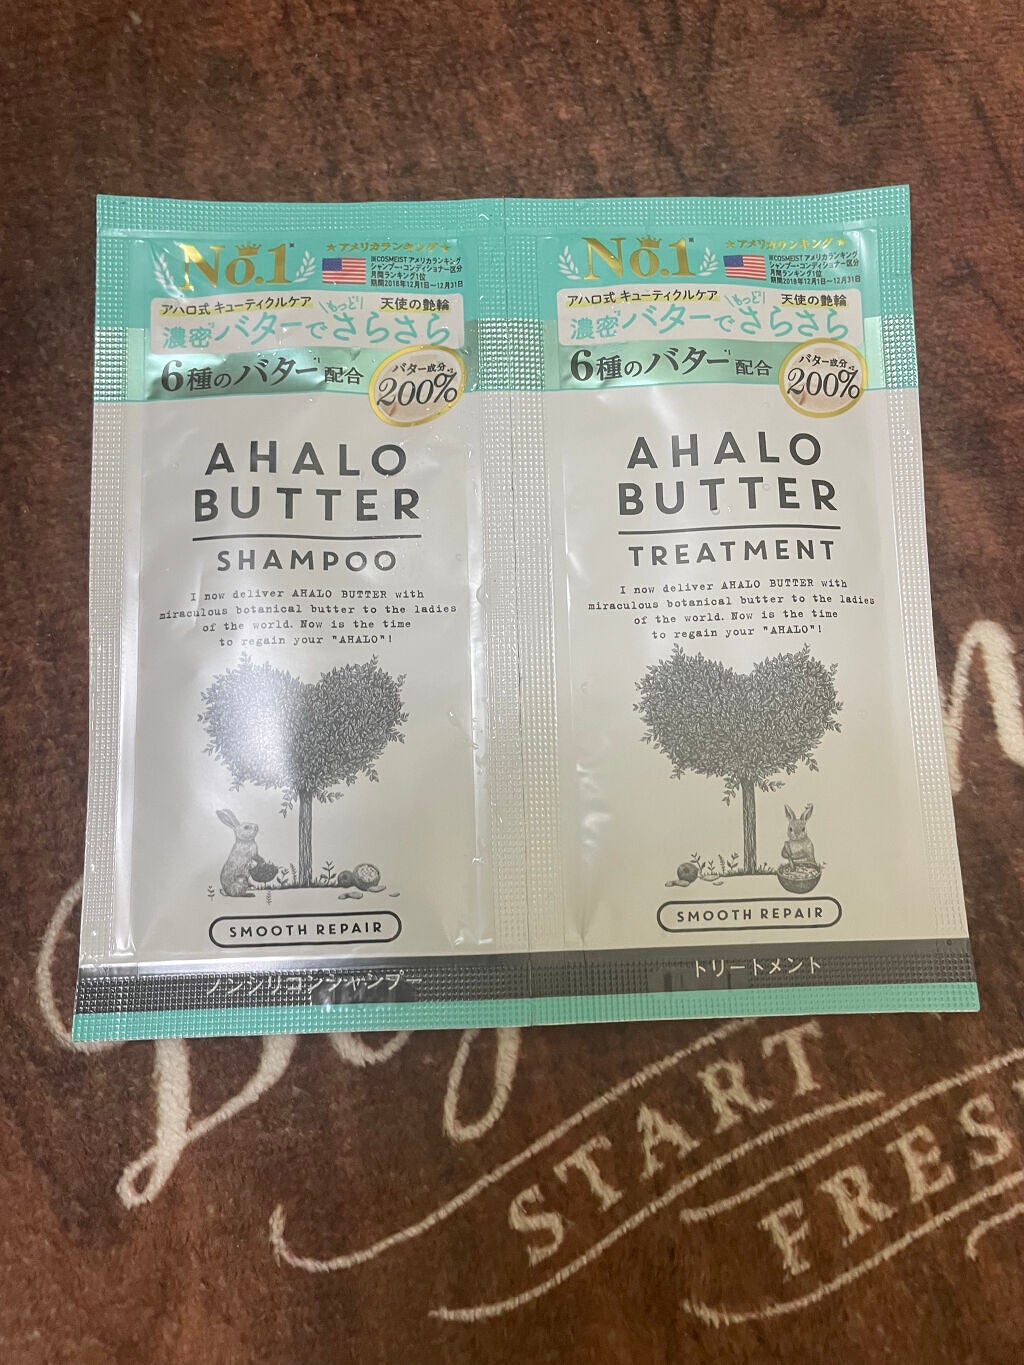 No.1※
★アメリカランキング★
※COSMEIST アメリカランキング
シャンプー・コンディショナー区分
月間ランキング1位
期間2018年12月1日〜12月31日
アハロ式 キューティクルケア
もっと!
天使の艶輪
濃密バターでさらさら
6種のバター*1配合
バター成分*2
200%
AHALO
BUTTER
SHAMPOO
I now deliver AHALO BUTTER with
miraculous botanical butter to the ladies
of the world. Now is the time
to regain your "AHALO"!
SMOOTH REPAIR
ノンシリコンシャンプー
No.1※
★アメリカランキング★
※COSMEIST アメリカランキング
シャンプー・コンディショナー区分
月間ランキング1位
期間2018年12月1日〜12月31日
アハロ式 キューティクルケア
もっと!
天使の艶輪
濃密バターでさらさら
6種のバター*1配合
バター成分*2
200%
AHALO
BUTTER
TREATMENT
I now deliver AHALO BUTTER with
miraculous botanical butter to the ladies
of the world. Now is the time
to regain your "AHALO"!
SMOOTH REPAIR
トリートメント
START
FRES